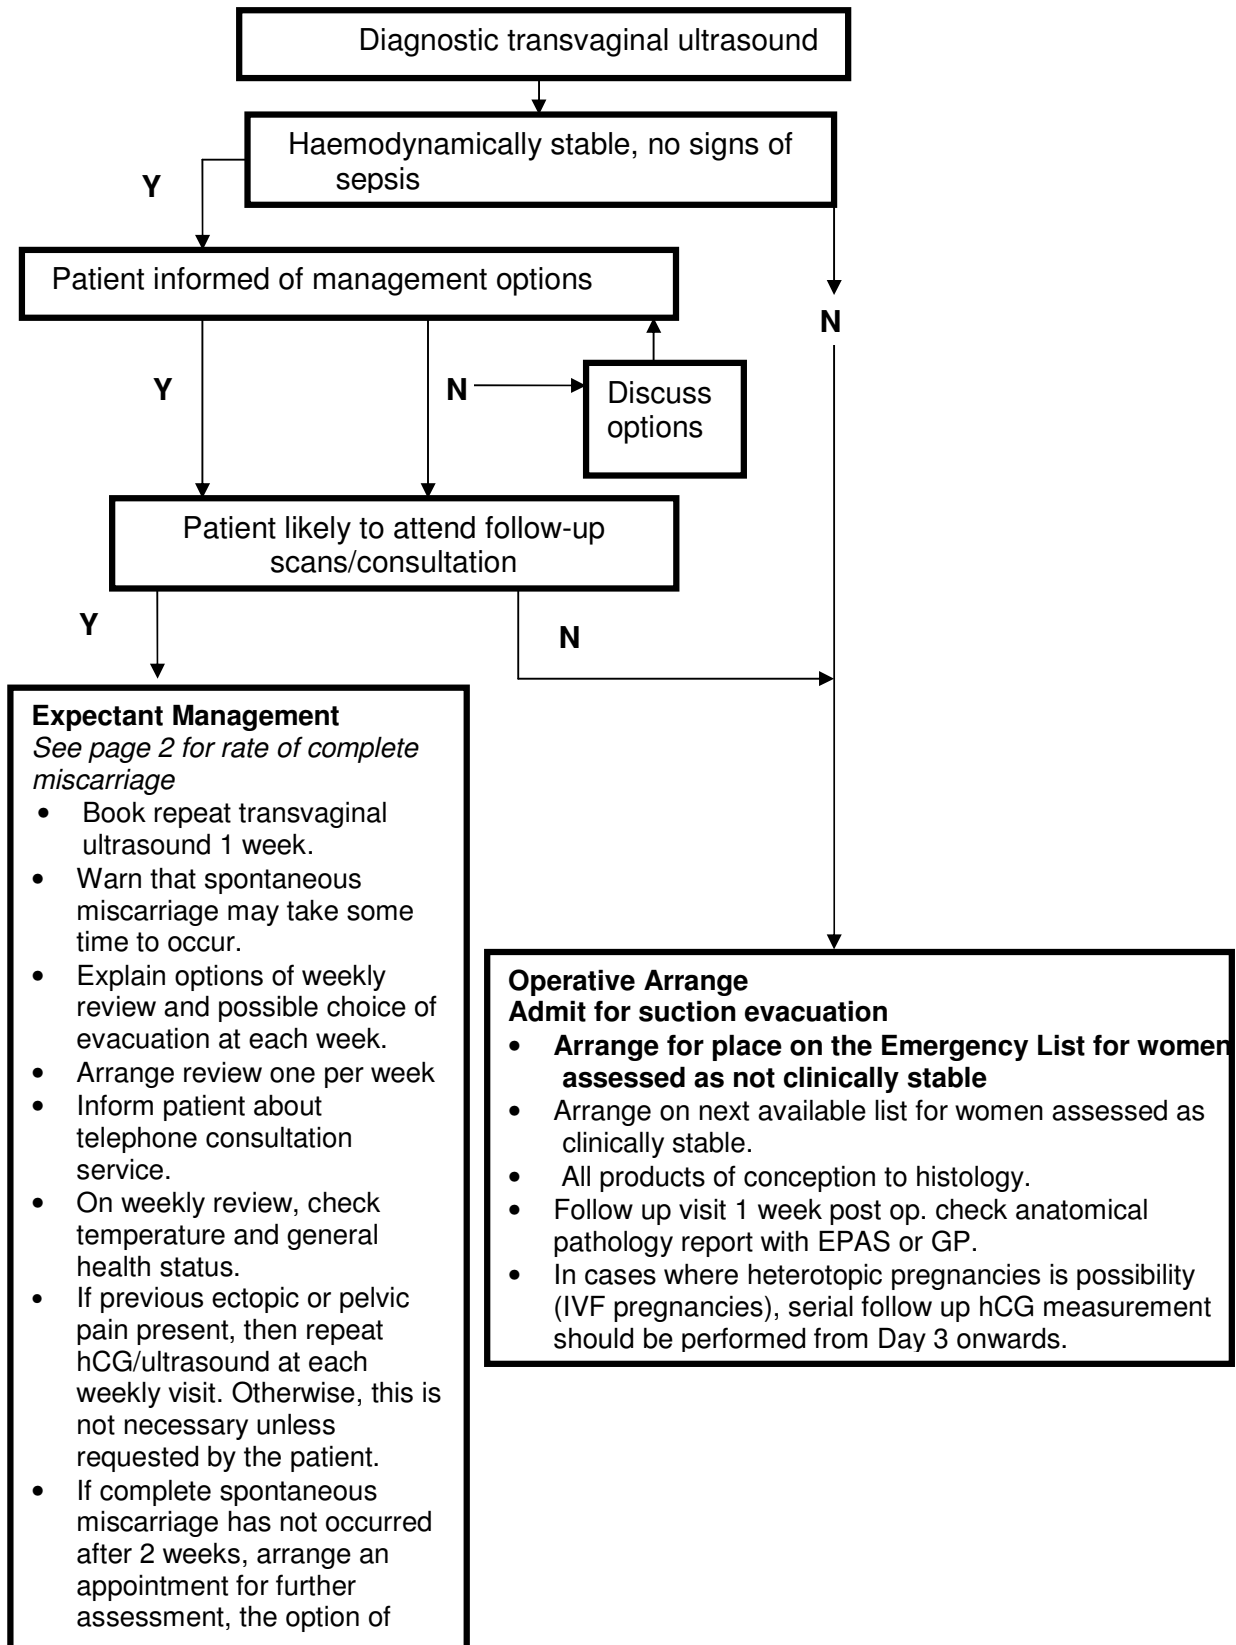 Diagnostic transvaginal ultrasound
Haemodynamically stable, no signs of
sepsis
Y
N
Patient informed of management options
Y
N
Discuss
options
Patient likely to attend follow-up
scans/consultation
Y
N
Expectant Management
See page 2 for rate of complete
miscarriage
• Book repeat transvaginal
ultrasound 1 week.
• Warn that spontaneous
miscarriage may take some
time to occur.
• Explain options of weekly
review and possible choice of
evacuation at each week.
• Arrange review one per week
• Inform patient about
telephone consultation
service.
• On weekly review, check
temperature and general
health status.
• If previous ectopic or pelvic
pain present, then repeat
hCG/ultrasound at each
weekly visit. Otherwise, this is
not necessary unless
requested by the patient.
• If complete spontaneous
miscarriage has not occurred
after 2 weeks, arrange an
appointment for further
assessment, the option of
Operative Arrange
Admit for suction evacuation
• Arrange for place on the Emergency List for women
assessed as not clinically stable
• Arrange on next available list for women assessed as
clinically stable.
• All products of conception to histology.
• Follow up visit 1 week post op. check anatomical
pathology report with EPAS or GP.
• In cases where heterotopic pregnancies is possibility
(IVF pregnancies), serial follow up hCG measurement
should be performed from Day 3 onwards.